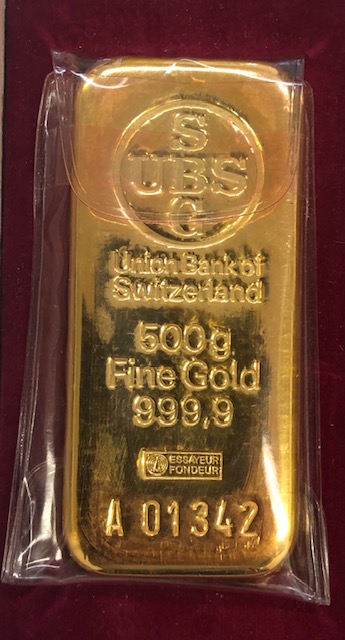 S
UBS
G
Union Bank of
Switzerland
500g
Fine Gold
999,9
ESSAYEUR
FONDEUR
A 01342